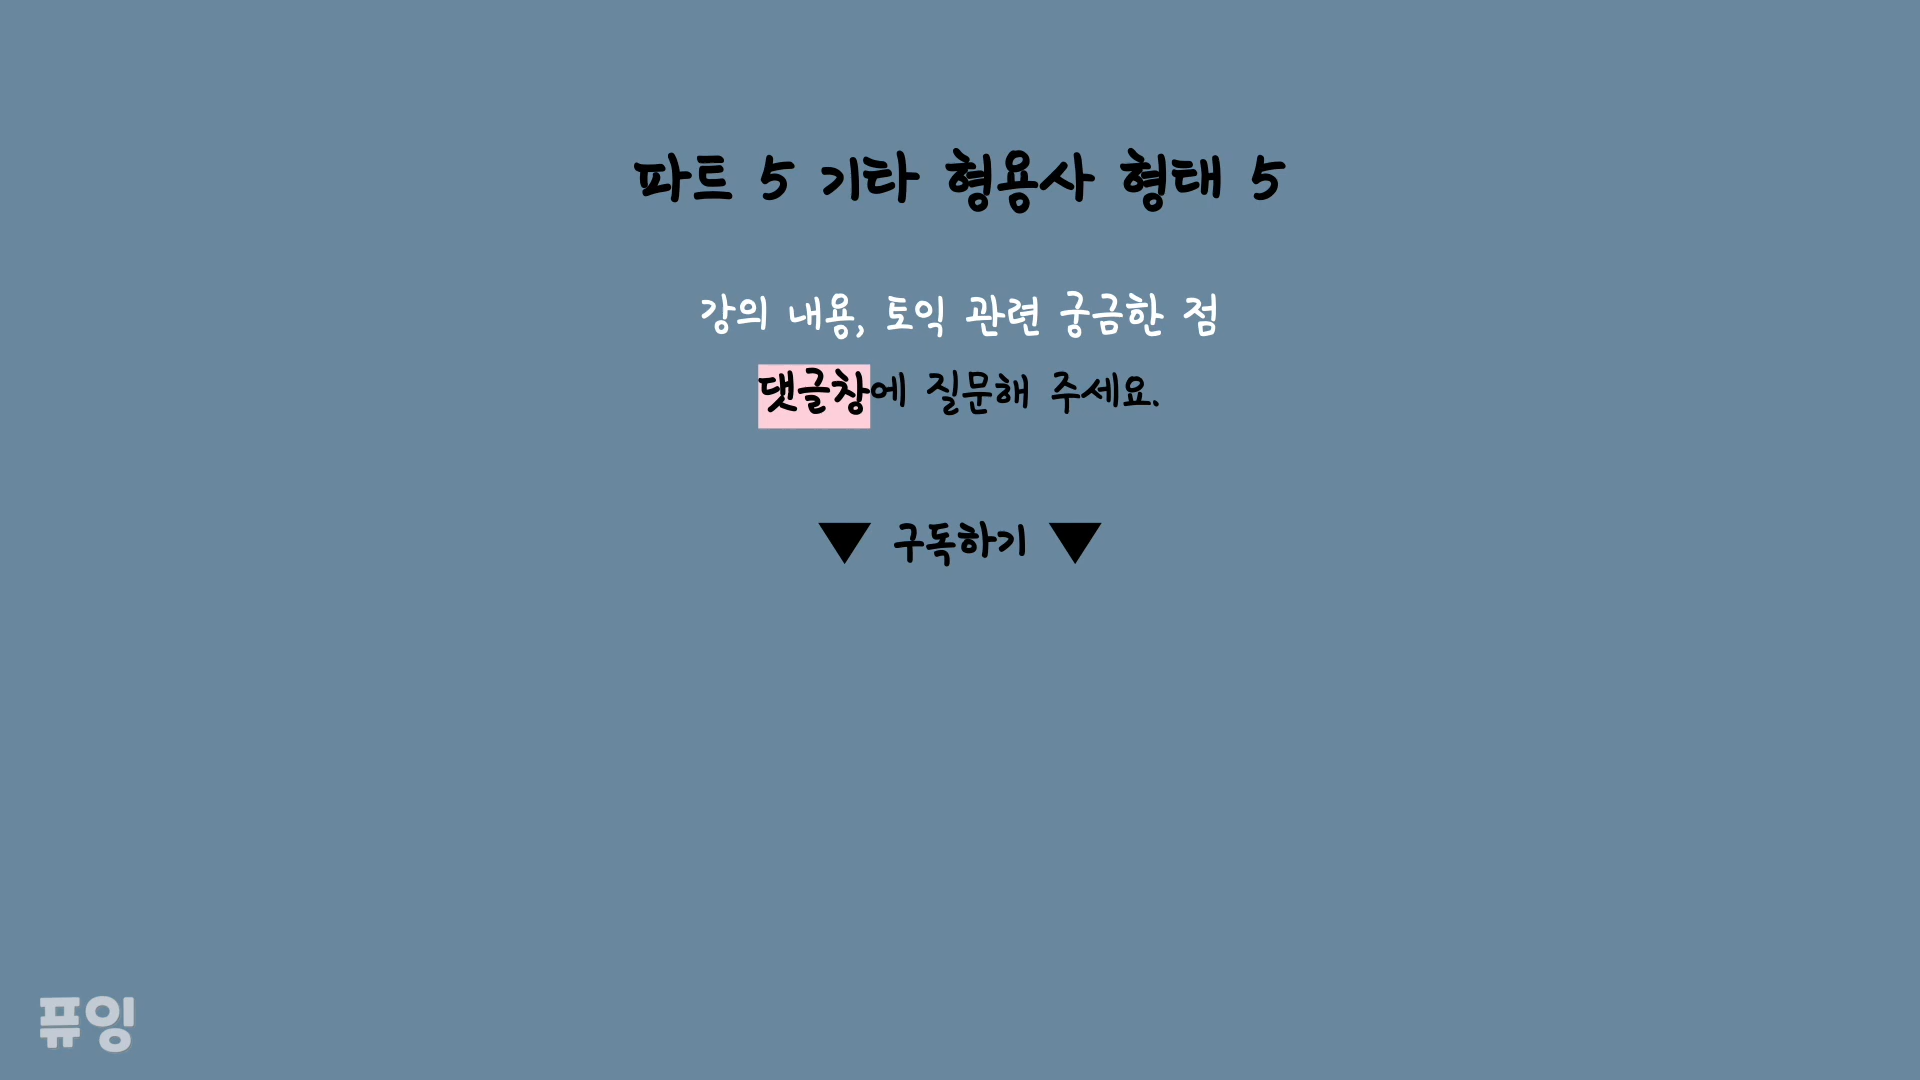 파트 5 기타 형용사 형태 5
강의 내용, 토익 관련 궁금한 점
댓글창에 질문해 주세요.
▼ 구독하기 ▼
퓨잉